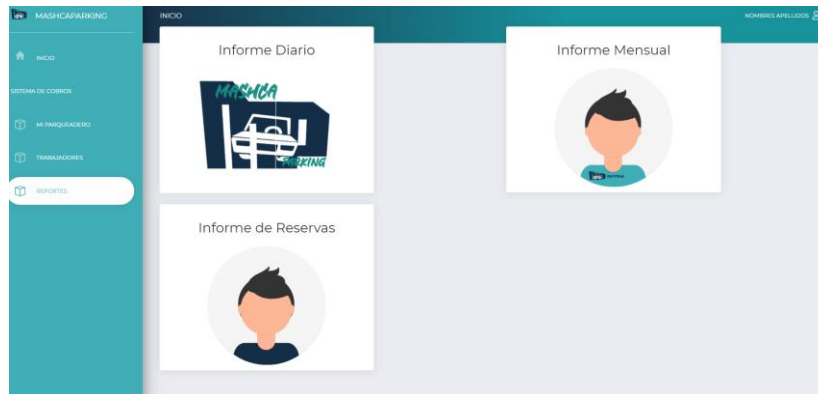 MASHCAPARKING
INICIO
NOMBRES APELLIDOS
INICIO
SISTEMA DE COBROS
MI PARQUEADERO
TRABAJADORES
REPORTES
Informe Diario
MASHCA
PARKING
Informe Mensual
Informe de Reservas